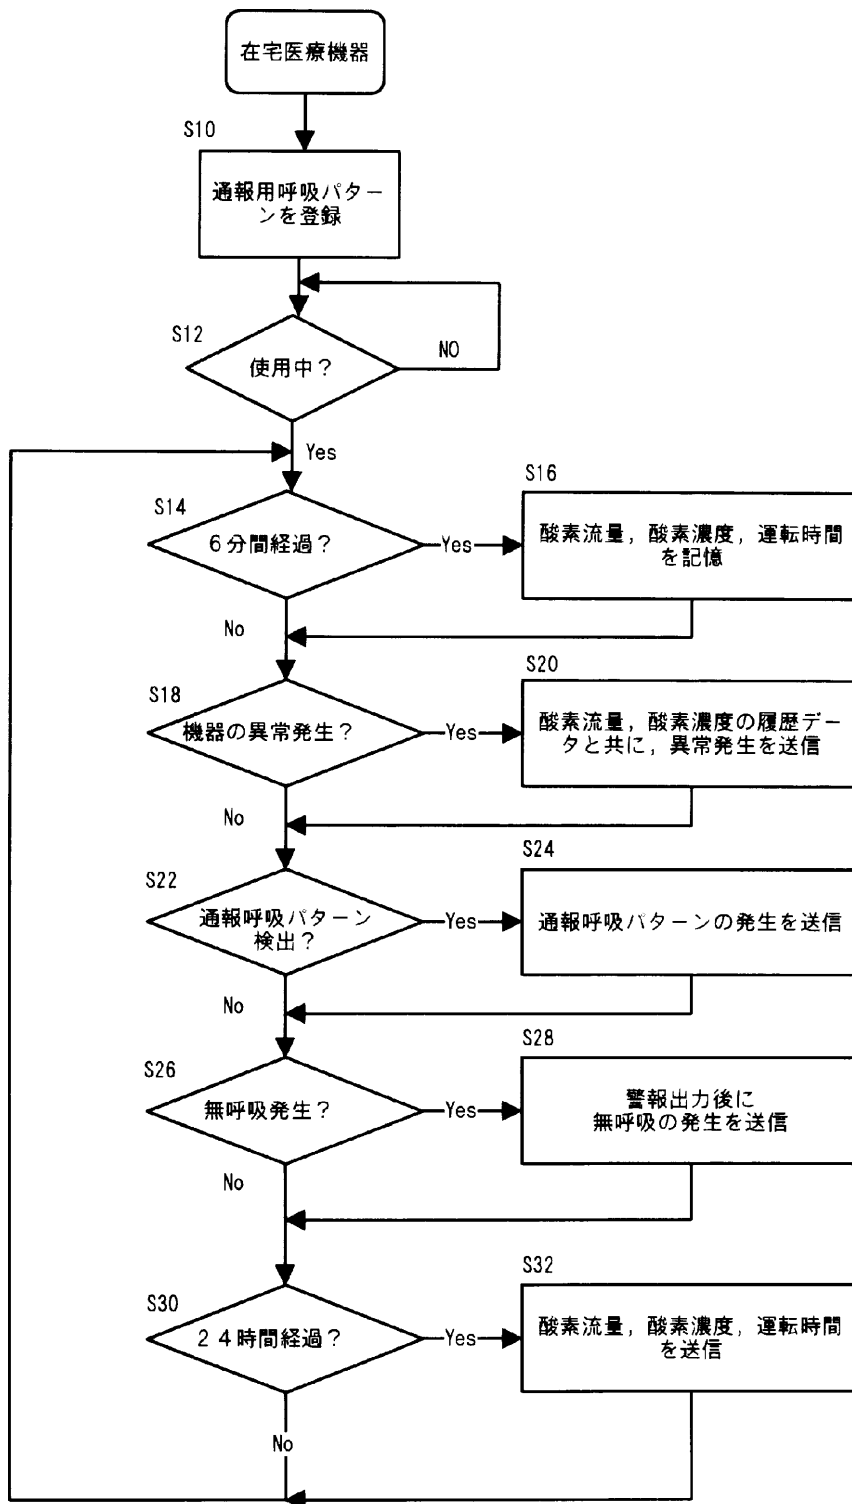 在宅医療機器
S10
通報用呼吸パター
ンを登録
S12
使用中？
NO
Yes
S14
６分間経過？
Yes
S16
酸素流量，酸素濃度，運転時間
を記憶
No
S18
機器の異常発生？
Yes
S20
酸素流量，酸素濃度の履歴デー
タと共に，異常発生を送信
No
S22
通報呼吸パターン
検出？
Yes
S24
通報呼吸パターンの発生を送信
No
S26
無呼吸発生？
Yes
S28
警報出力後に
無呼吸の発生を送信
No
S30
２４時間経過？
Yes
S32
酸素流量，酸素濃度，運転時間
を送信
No